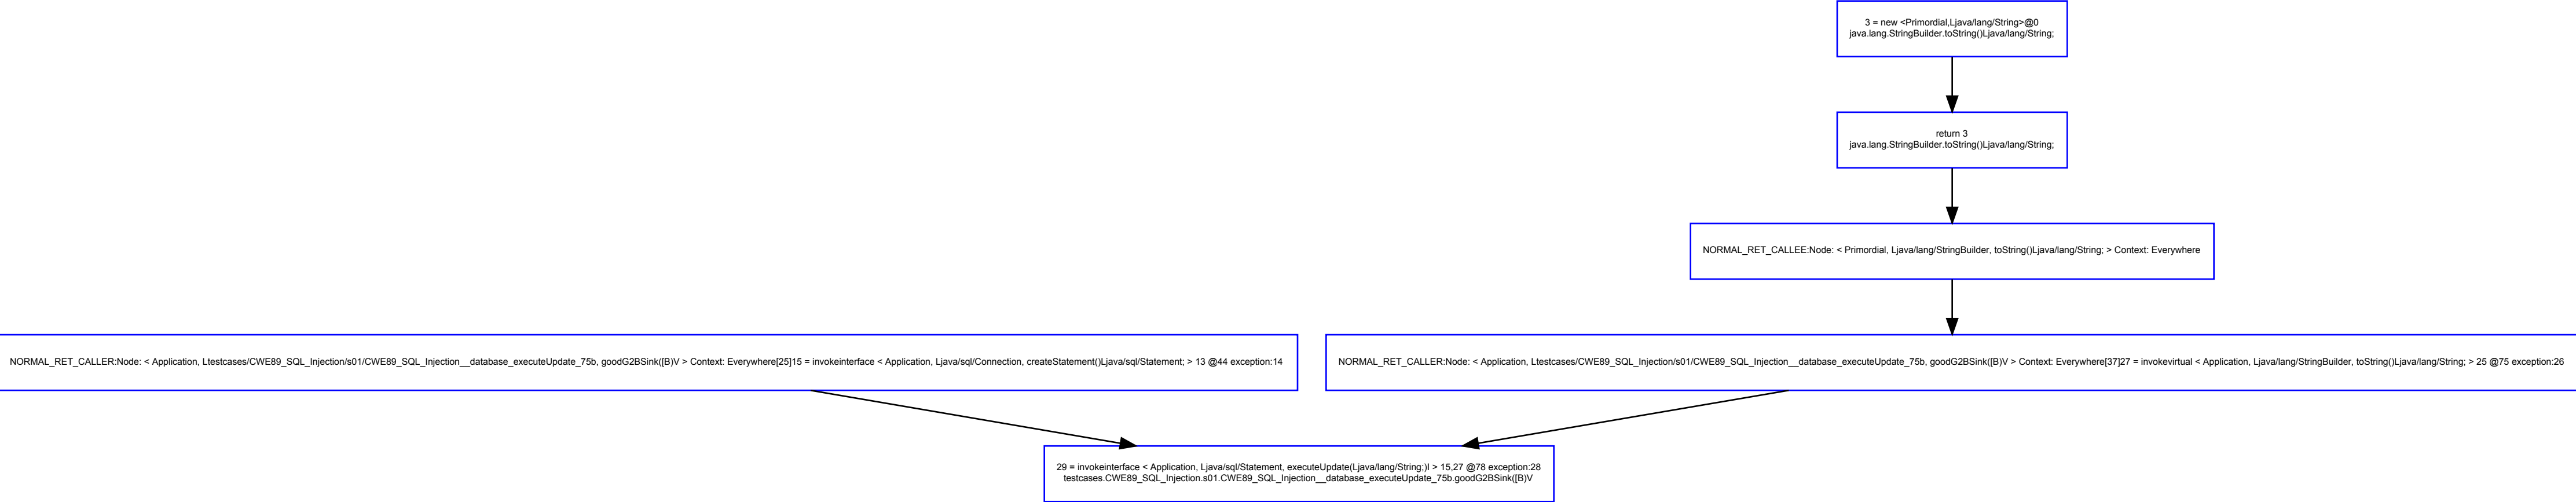 3 = new <Primordial,Ljava/lang/String>@0
java.lang.StringBuilder.toString()Ljava/lang/String;
return 3
java.lang.StringBuilder.toString()Ljava/lang/String;
NORMAL_RET_CALLEE:Node: < Primordial, Ljava/lang/StringBuilder, toString()Ljava/lang/String; > Context: Everywhere
NORMAL_RET_CALLER:Node: < Application, Ltestcases/CWE89_SQL_Injection/s01/CWE89_SQL_Injection__database_executeUpdate_75b, goodG2BSink([B)V > Context: Everywhere[25]15 = invokeinterface < Application, Ljava/sql/Connection, createStatement()Ljava/sql/Statement; > 13 @44 exception:14
NORMAL_RET_CALLER:Node: < Application, Ltestcases/CWE89_SQL_Injection/s01/CWE89_SQL_Injection__database_executeUpdate_75b, goodG2BSink([B)V > Context: Everywhere[37]27 = invokevirtual < Application, Ljava/lang/StringBuilder, toString()Ljava/lang/String; > 25 @75 exception:26
29 = invokeinterface < Application, Ljava/sql/Statement, executeUpdate(Ljava/lang/String;)I > 15,27 @78 exception:28
testcases.CWE89_SQL_Injection.s01.CWE89_SQL_Injection__database_executeUpdate_75b.goodG2BSink([B)V